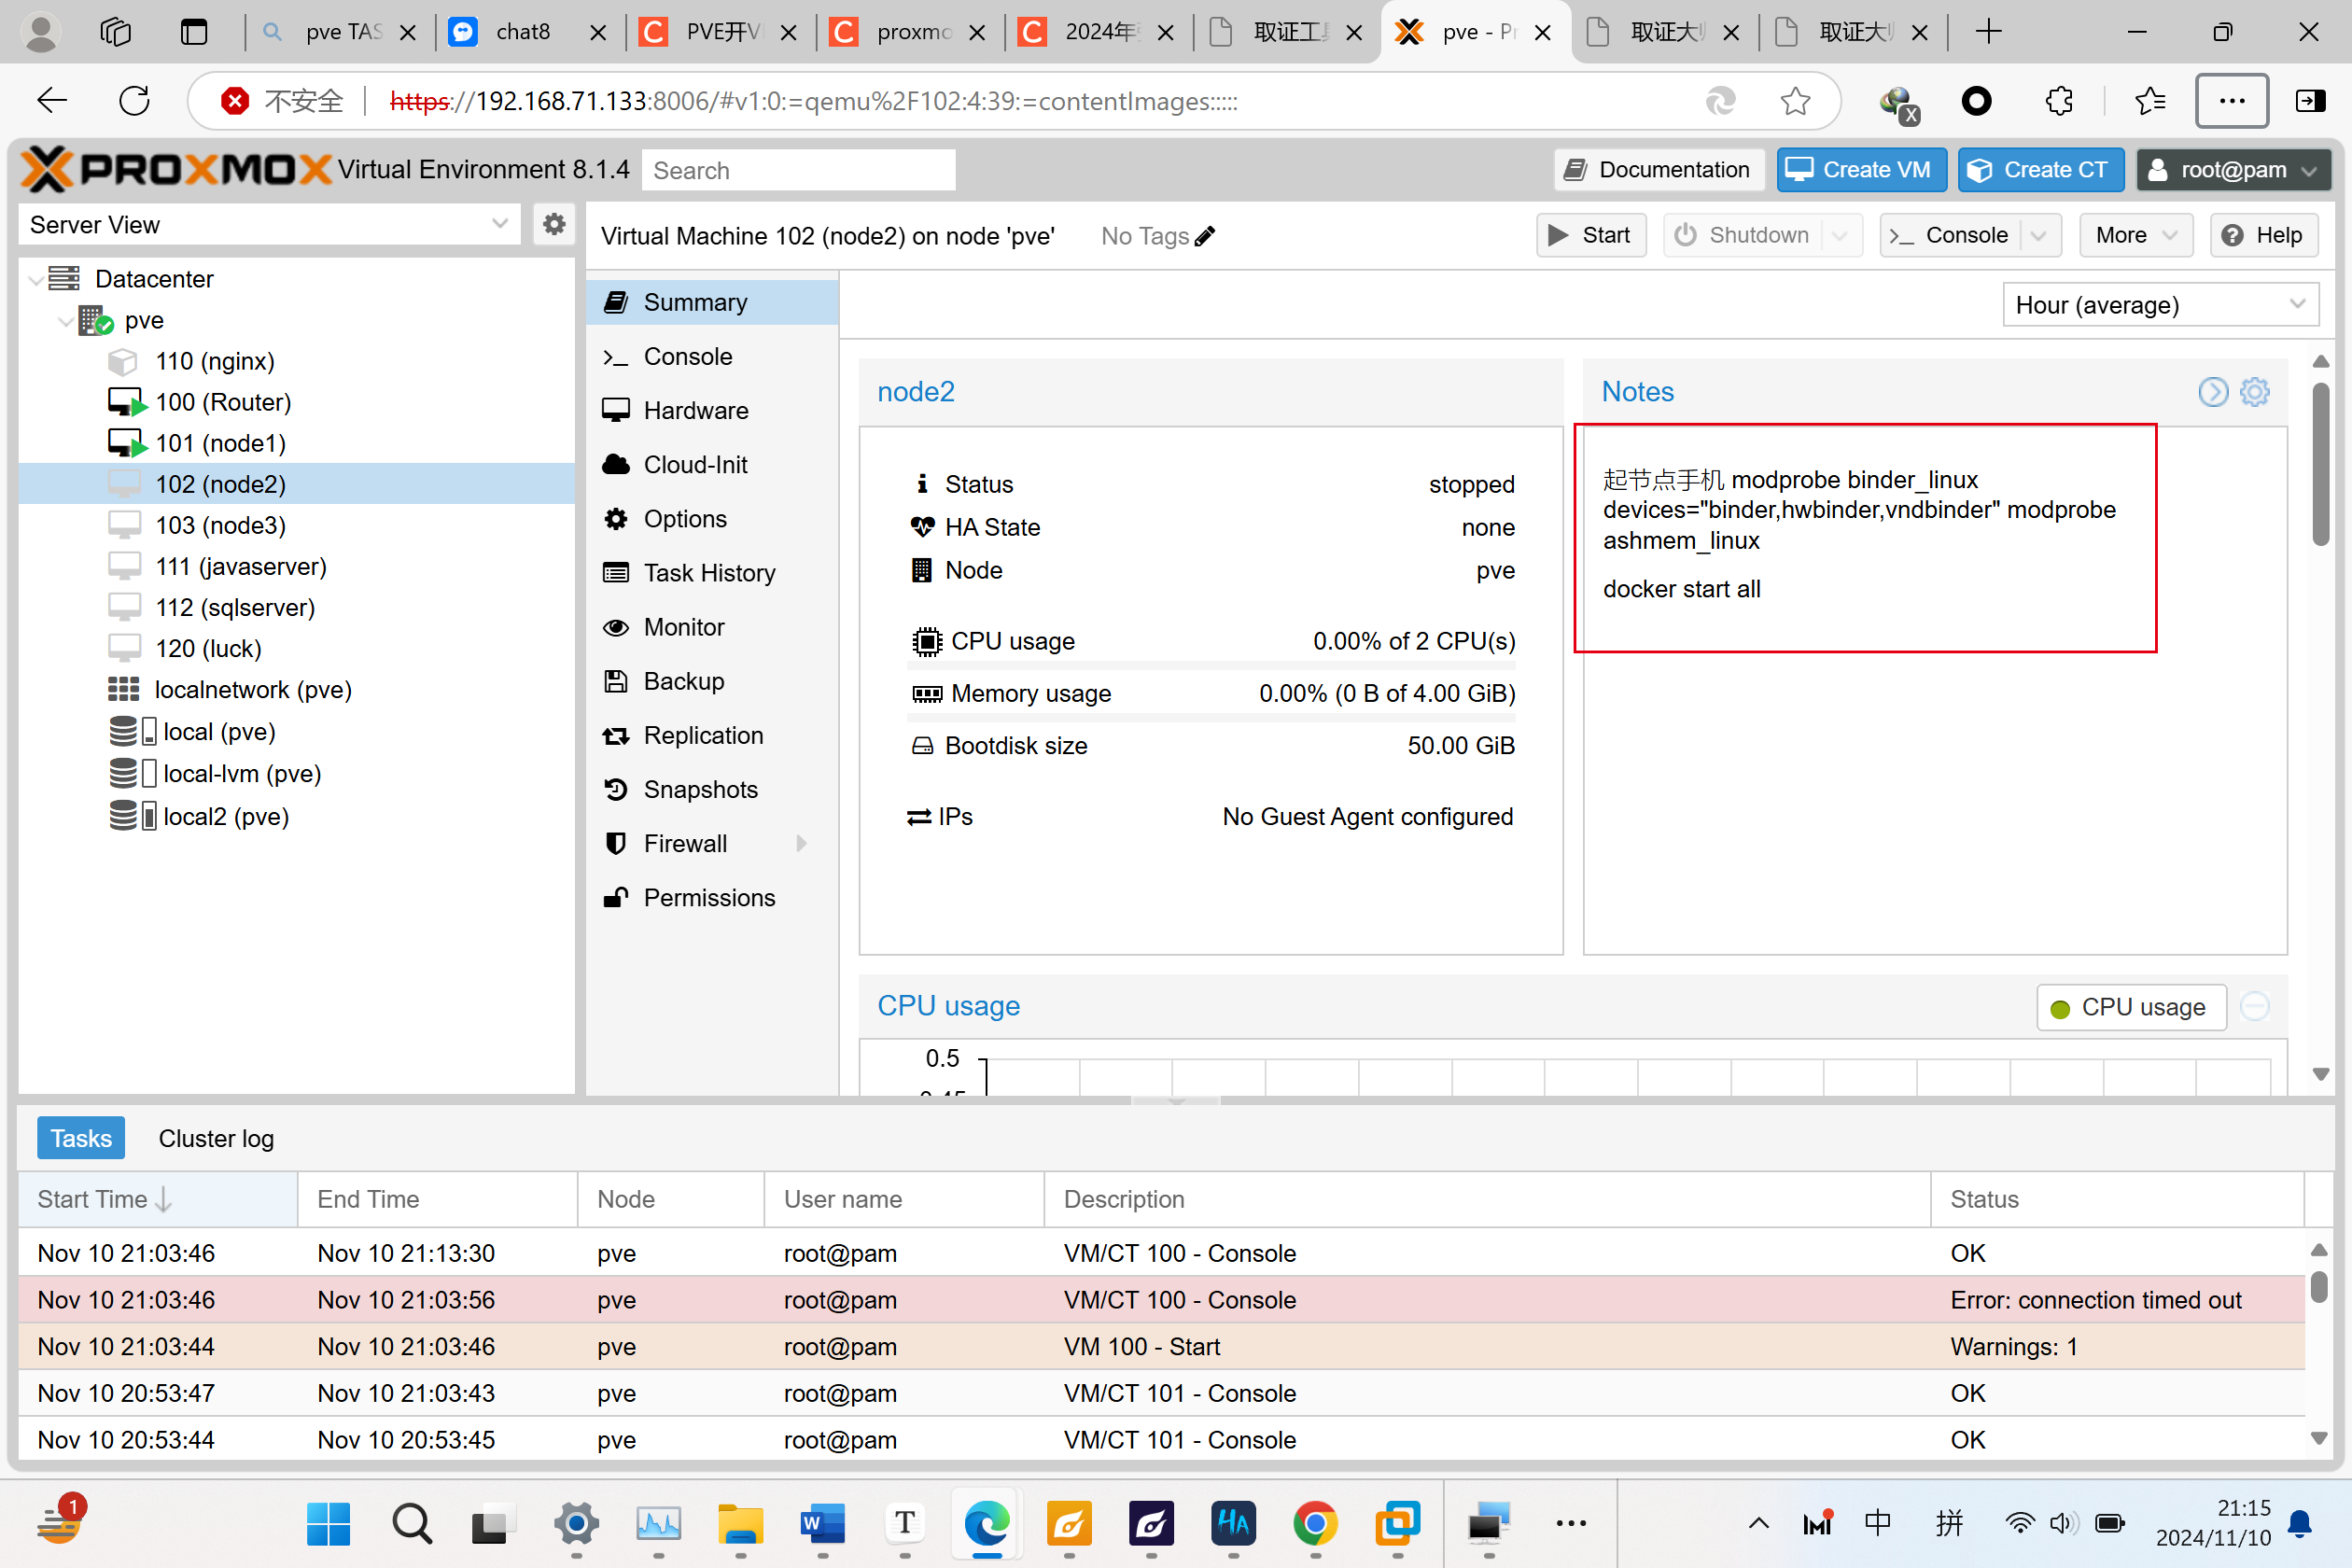 pve TAS
chat8
PVE开V
proxmo
2024年
取证工具
pve - Pr
取证大
取证大
不安全
https://192.168.71.133:8006/#v1:0:=qemu%2F102:4:39:=contentImages:::::
X
PROXMOX Virtual Environment 8.1.4
Search
Documentation
Create VM
Create CT
root@pam
Server View
Virtual Machine 102 (node2) on node 'pve'
No Tags
Start
Shutdown
Console
More
Help
Datacenter
pve
110 (nginx)
100 (Router)
101 (node1)
102 (node2)
103 (node3)
111 (javaserver)
112 (sqlserver)
120 (luck)
localnetwork (pve)
local (pve)
local-lvm (pve)
local2 (pve)
Summary
Console
Hardware
Cloud-Init
Options
Task History
Monitor
Backup
Replication
Snapshots
Firewall
Permissions
Hour (average)
node2
Status stopped
HA State none
Node pve
CPU usage 0.00% of 2 CPU(s)
Memory usage 0.00% (0 B of 4.00 GiB)
Bootdisk size 50.00 GiB
IPs No Guest Agent configured
Notes
起节点手机 modprobe binder_linux
devices="binder,hwbinder,vndbinder" modprobe
ashmem_linux
docker start all
CPU usage
CPU usage
0.5
0.45
Tasks
Cluster log
Start Time End Time Node User name Description Status
Nov 10 21:03:46 Nov 10 21:13:30 pve root@pam VM/CT 100 - Console OK
Nov 10 21:03:46 Nov 10 21:03:56 pve root@pam VM/CT 100 - Console Error: connection timed out
Nov 10 21:03:44 Nov 10 21:03:46 pve root@pam VM 100 - Start Warnings: 1
Nov 10 20:53:47 Nov 10 21:03:43 pve root@pam VM/CT 101 - Console OK
Nov 10 20:53:44 Nov 10 20:53:45 pve root@pam VM/CT 101 - Console OK
1
W
T
HA
中
拼
21:15
2024/11/10